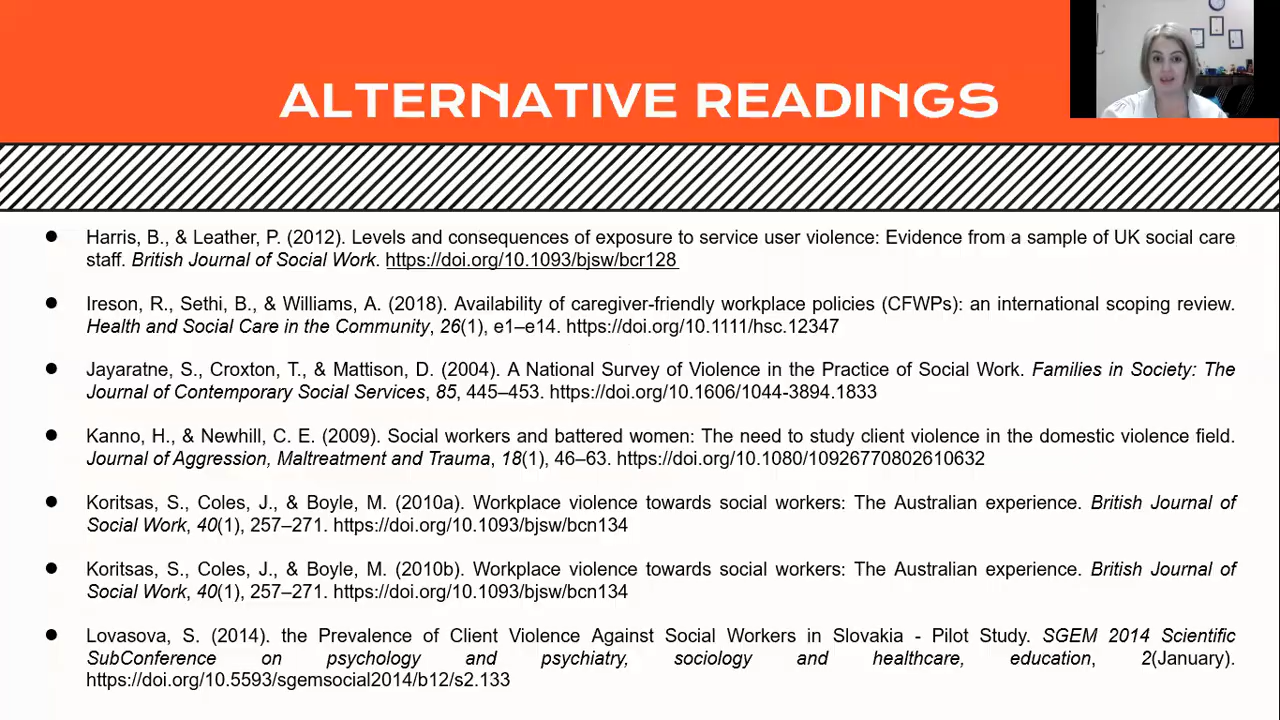 ALTERNATIVE READINGS
● Harris, B., & Leather, P. (2012). Levels and consequences of exposure to service user violence: Evidence from a sample of UK social care
staff. British Journal of Social Work. https://doi.org/10.1093/bjsw/bcr128
● Ireson, R., Sethi, B., & Williams, A. (2018). Availability of caregiver-friendly workplace policies (CFWPs): an international scoping review.
Health and Social Care in the Community, 26(1), e1–e14. https://doi.org/10.1111/hsc.12347
● Jayaratne, S., Croxton, T., & Mattison, D. (2004). A National Survey of Violence in the Practice of Social Work. Families in Society: The
Journal of Contemporary Social Services, 85, 445–453. https://doi.org/10.1606/1044-3894.1833
● Kanno, H., & Newhill, C. E. (2009). Social workers and battered women: The need to study client violence in the domestic violence field.
Journal of Aggression, Maltreatment and Trauma, 18(1), 46–63. https://doi.org/10.1080/10926770802610632
● Koritsas, S., Coles, J., & Boyle, M. (2010a). Workplace violence towards social workers: The Australian experience. British Journal of
Social Work, 40(1), 257–271. https://doi.org/10.1093/bjsw/bcn134
● Koritsas, S., Coles, J., & Boyle, M. (2010b). Workplace violence towards social workers: The Australian experience. British Journal of
Social Work, 40(1), 257–271. https://doi.org/10.1093/bjsw/bcn134
● Lovasova, S. (2014). the Prevalence of Client Violence Against Social Workers in Slovakia - Pilot Study. SGEM 2014 Scientific
SubConference on psychology and psychiatry, sociology and healthcare, education, 2(January).
https://doi.org/10.5593/sgemsocial2014/b12/s2.133